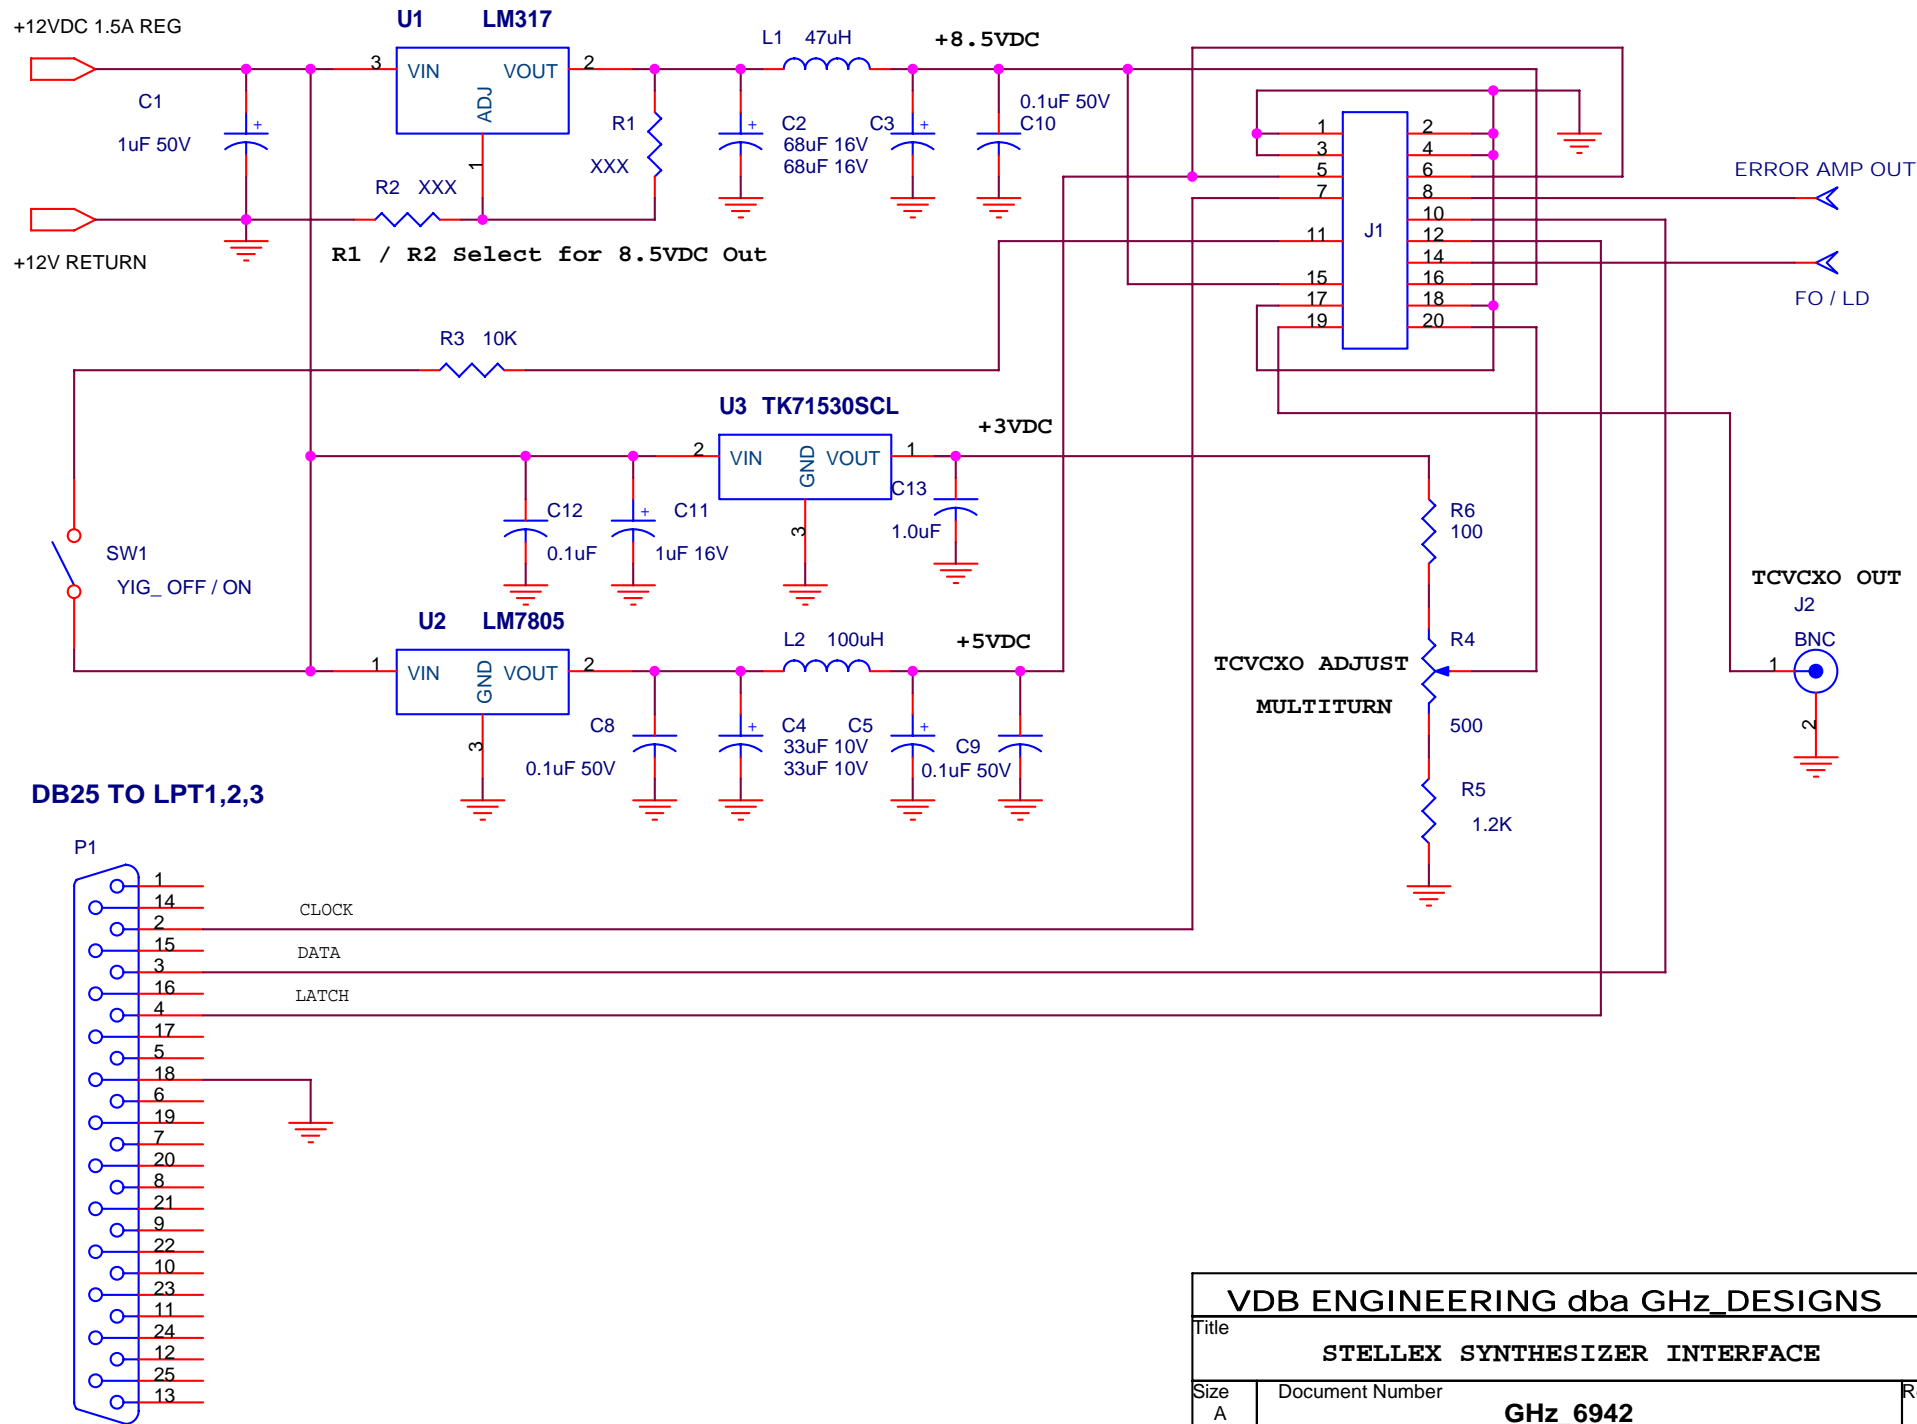 +12VDC 1.5A REG
U1 LM317
3 VIN VOUT 2
ADJ
1
C1
1uF 50V
+
R1
XXX
R2 XXX
L1 47uH
+8.5VDC
+
C2
68uF 16V
68uF 16V
C3
+
0.1uF 50V
C10
+12V RETURN
R1 / R2 Select for 8.5VDC Out
J1
1 2
3 4
5 6
7 8
10
11 12
14
15 16
17 18
19 20
ERROR AMP OUT
FO / LD
R3 10K
U3 TK71530SCL
+3VDC
2 VIN VOUT 1
GND
3
C12
0.1uF
+
C11
1uF 16V
C13
1.0uF
SW1
YIG_ OFF / ON
R6
100
R4
500
TCVCXO ADJUST
MULTITURN
R5
1.2K
TCVCXO OUT
J2
BNC
1
2
U2 LM7805
1 VIN VOUT 2
GND
3
L2 100uH
+5VDC
C8
0.1uF 50V
+
C4
33uF 10V
33uF 10V
C5
+
C9
0.1uF 50V
DB25 TO LPT1,2,3
P1
1
14
2
CLOCK
15
DATA
3
16
LATCH
4
17
5
18
6
19
7
20
8
21
9
22
10
23
11
24
12
25
13
VDB ENGINEERING dba GHz_DESIGNS
Title
STELLEX SYNTHESIZER INTERFACE
Size
A
Document Number
GHz_6942